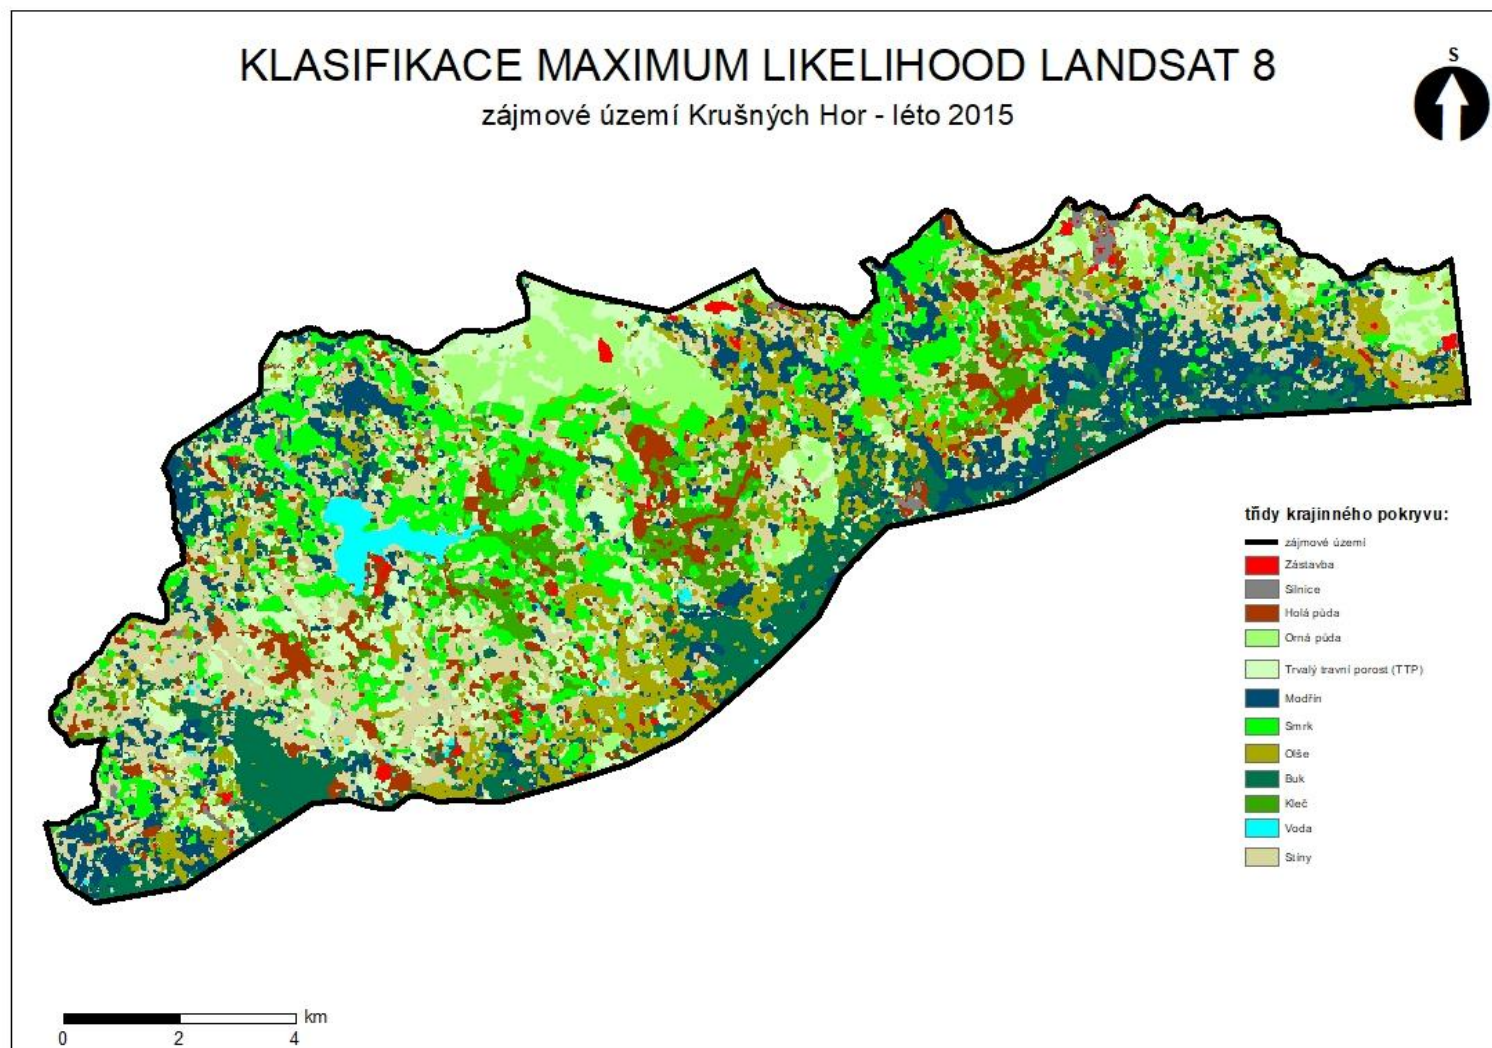 KLASIFIKACE MAXIMUM LIKELIHOOD LANDSAT 8
zájmové území Krušných Hor - léto 2015
S
třídy krajinného pokryvu:
zájmové území
Zástavba
Silnice
Holá půda
Orná půda
Trvalý travní porost (TTP)
Modřín
Smrk
Olše
Buk
Kleč
Voda
Stíny
km
0 2 4